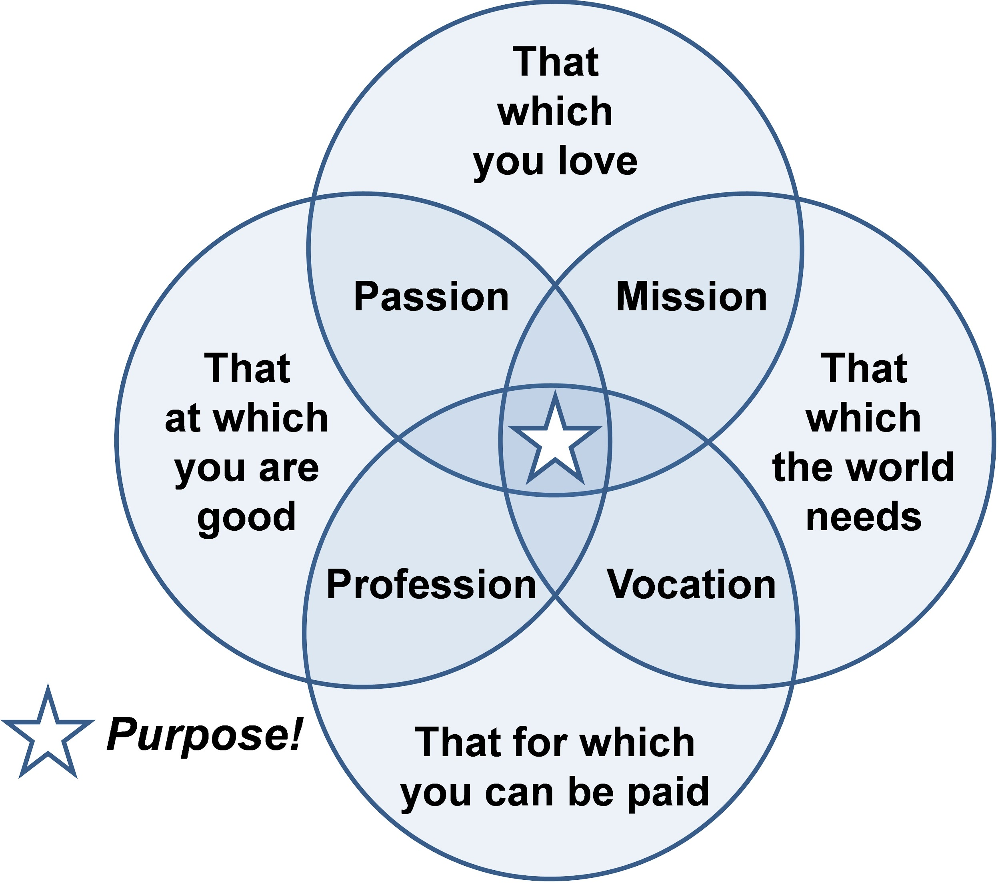 That
which
you love
Passion
Mission
That
at which
you are
good
That
which
the world
needs
Profession
Vocation
Purpose!
That for which
you can be paid